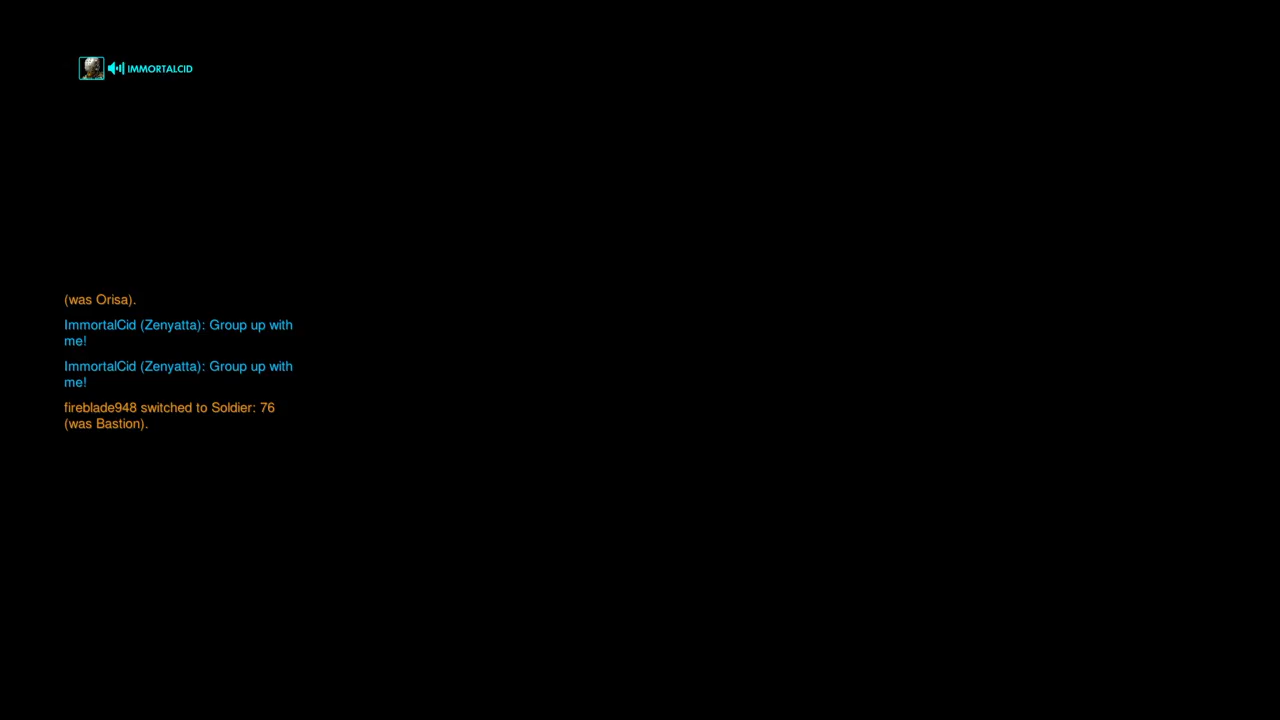 IMMORTALCID
(was Orisa).
ImmortalCid (Zenyatta): Group up with
me!
ImmortalCid (Zenyatta): Group up with
me!
fireblade948 switched to Soldier: 76
(was Bastion).